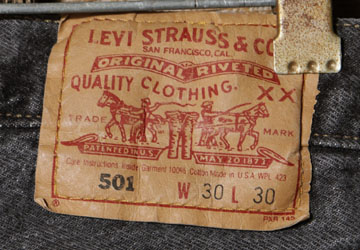 LEVI STRAUSS & CO
SAN FRANCISCO, CAL.
ORIGINAL RIVETED
QUALITY CLOTHING. XX
TRADE MARK
PATENTED IN U.S. MAY 20 1873
Care Instructions Inside Garment 100% Cotton Made in U.S.A. WPL 423
501 W 30 L 30
®